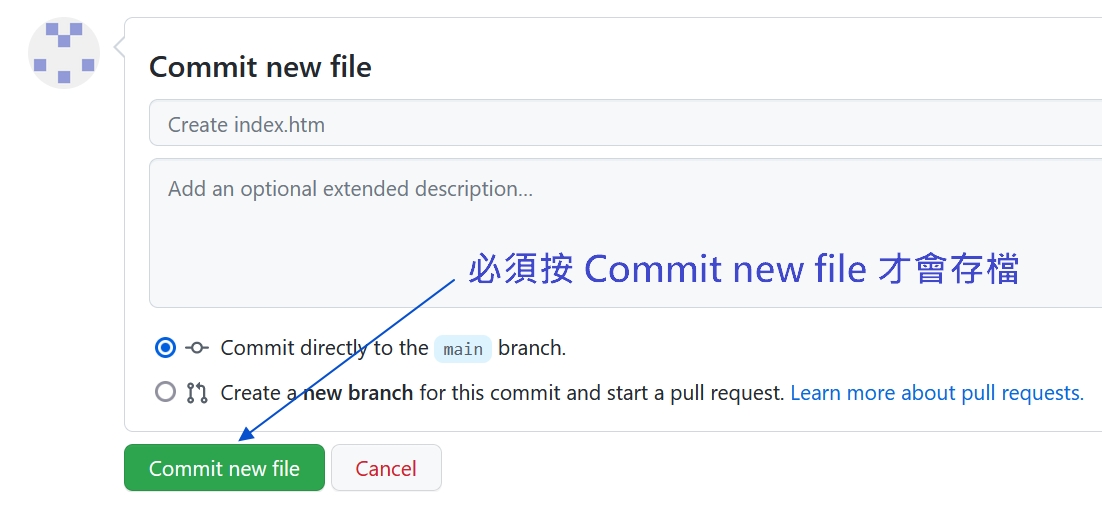 Commit new file
Create index.htm
Add an optional extended description...
必須按 Commit new file 才會存檔
Commit directly to the main branch.
Create a new branch for this commit and start a pull request. Learn more about pull requests.
Commit new file
Cancel